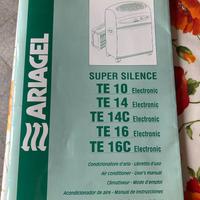 ARIAGEL
SUPER SILENCE
TE 10 Electronic
TE 14 Electronic
TE 14C Electronic
TE 16 Electronic
TE 16C Electronic
Condizionatore d'aria - Libretto d'uso
Air conditioner - User's manual
Climatiseur - Mode d'emploi
Acondicionador de aire - Manual de instrucciones